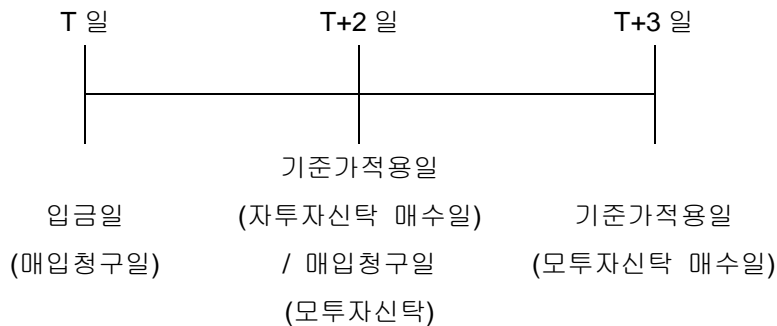 T 일
T+2 일
T+3 일
입금일
(매입청구일)
기준가적용일
(자투자신탁 매수일)
/ 매입청구일
(모투자신탁)
기준가적용일
(모투자신탁 매수일)